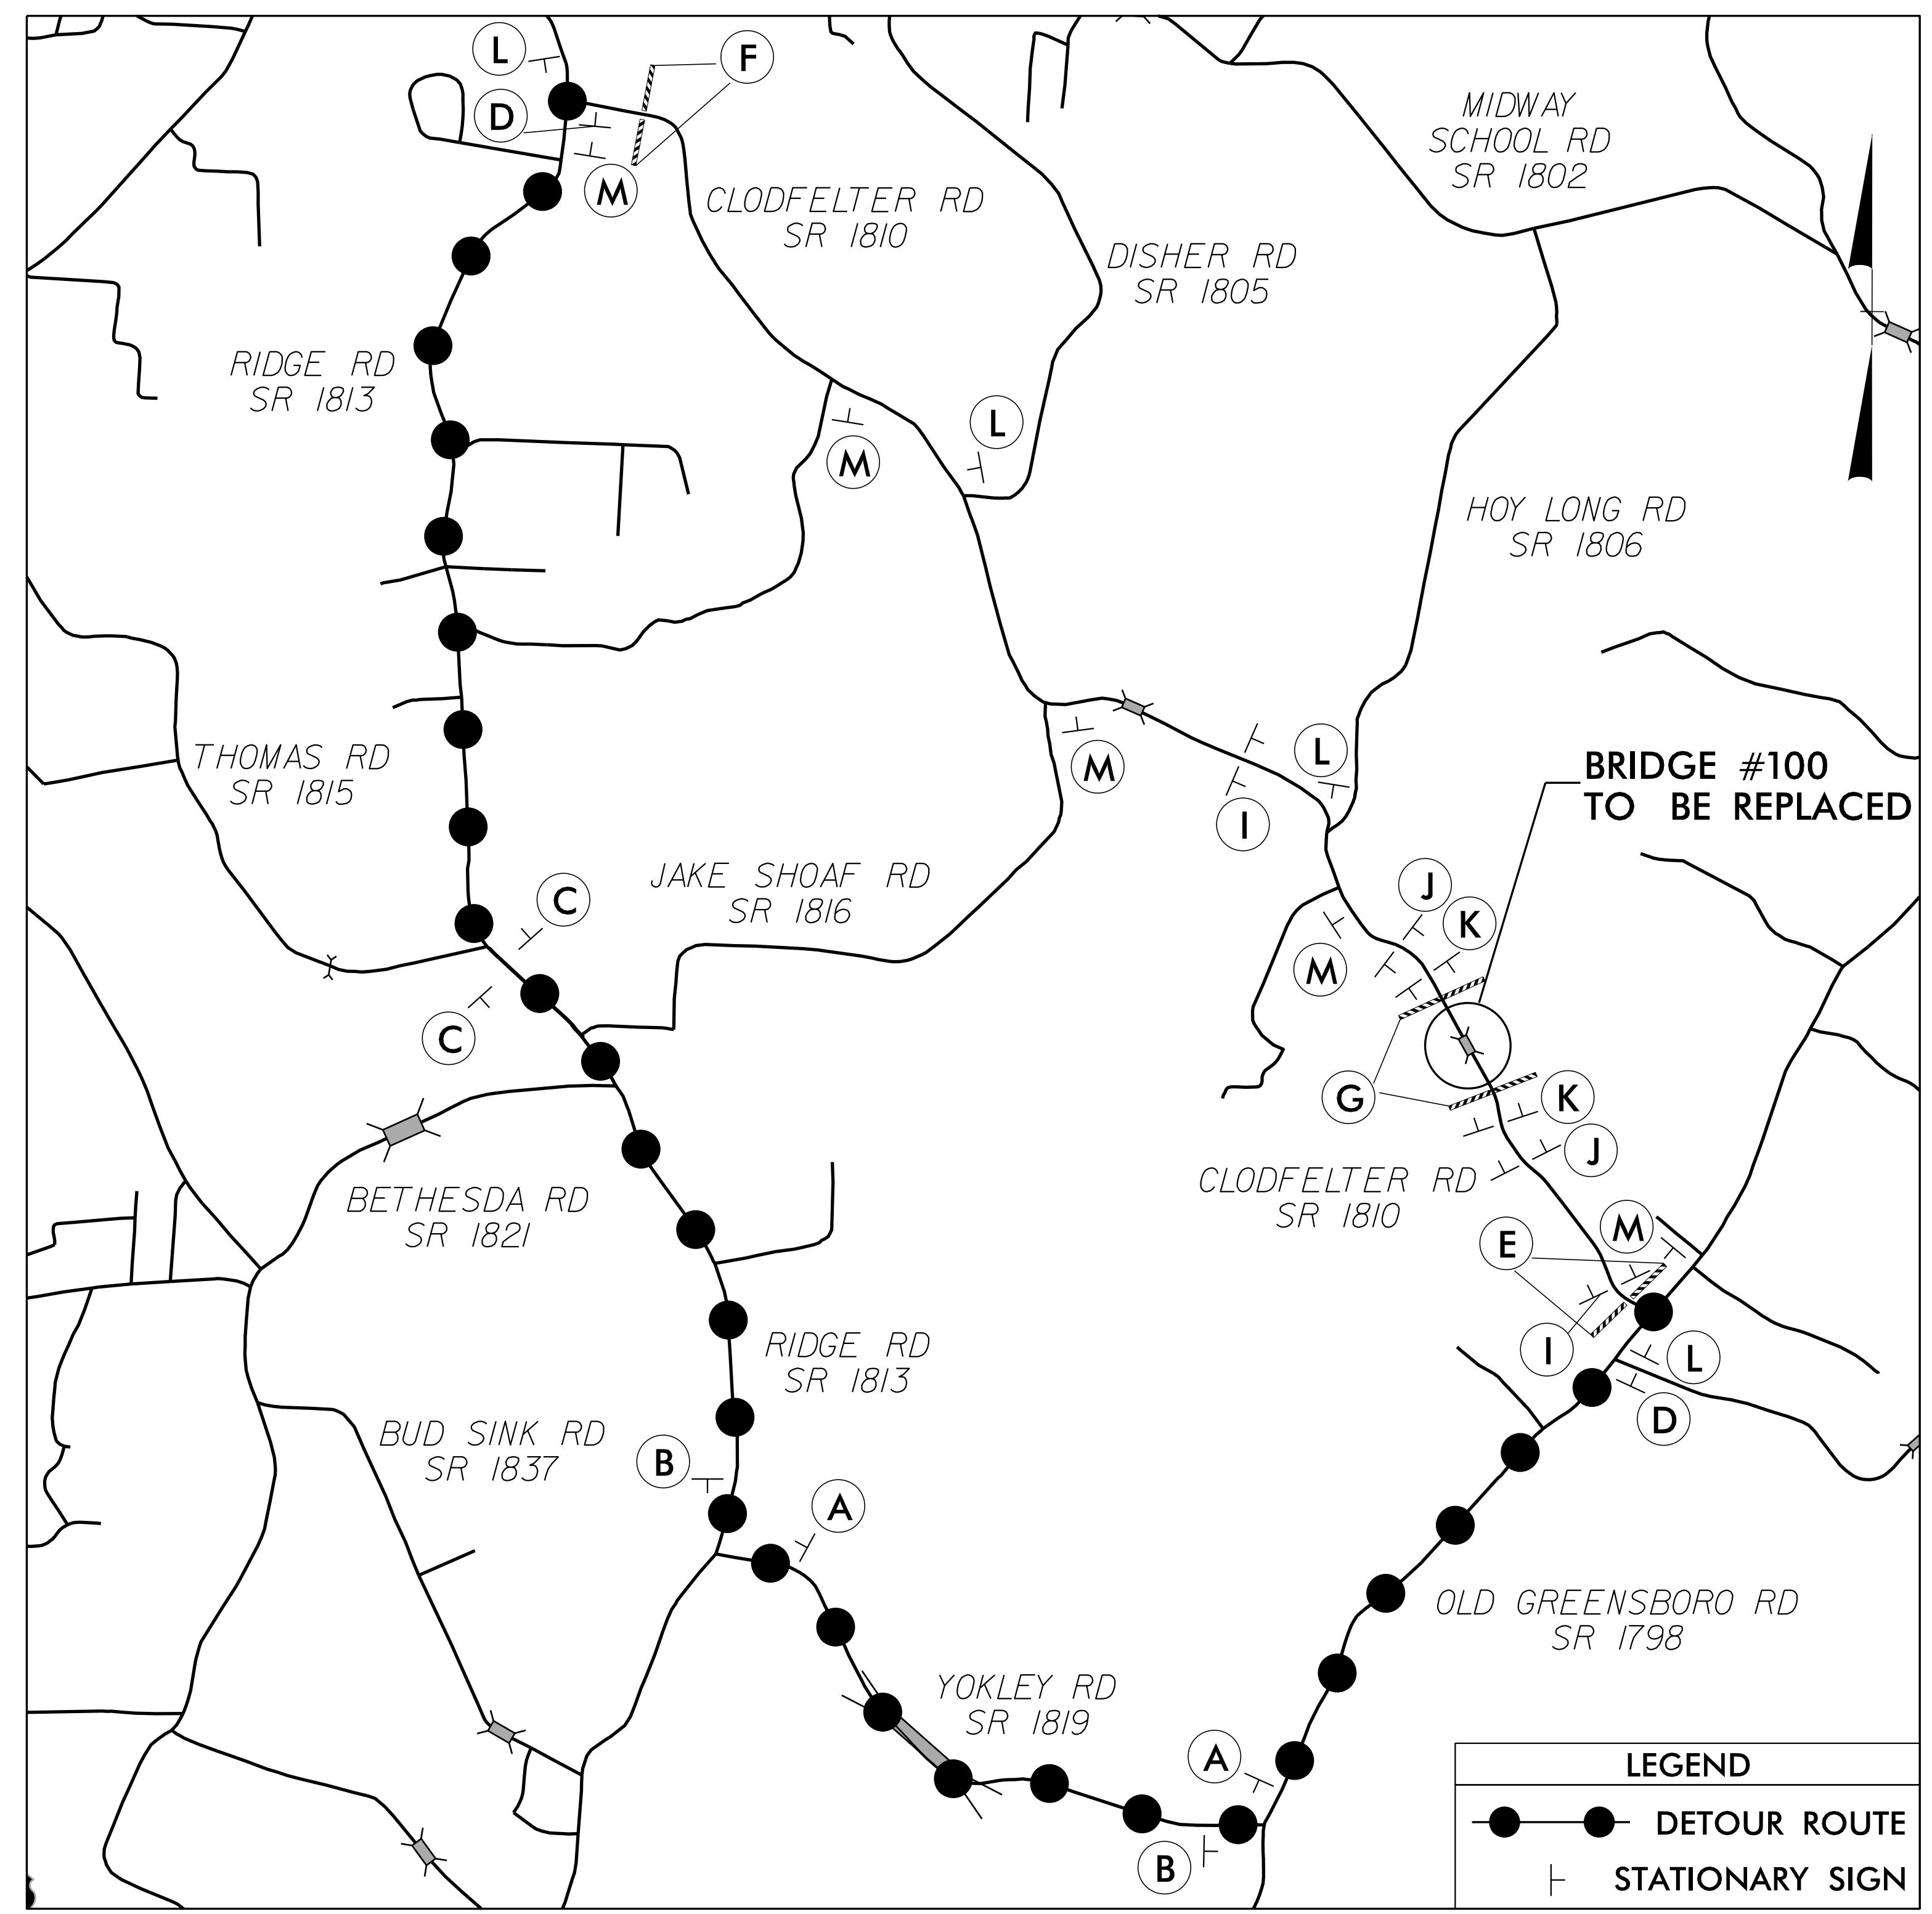 L
F
D
M
MIDWAY
SCHOOL RD
SR 1802
CLODFELTER RD
SR 1810
DISHER RD
SR 1805
RIDGE RD
SR 1813
L
M
HOY LONG RD
SR 1806
THOMAS RD
SR 1815
M
L
I
BRIDGE #100
TO BE REPLACED
JAKE SHOAF RD
SR 1816
C
C
J
K
M
G
K
J
BETHESDA RD
SR 1821
CLODFELTER RD
SR 1810
M
E
I
L
D
RIDGE RD
SR 1813
BUD SINK RD
SR 1837
B
A
OLD GREENSBORO RD
SR 1798
YOKLEY RD
SR 1819
A
B
LEGEND
DETOUR ROUTE
STATIONARY SIGN